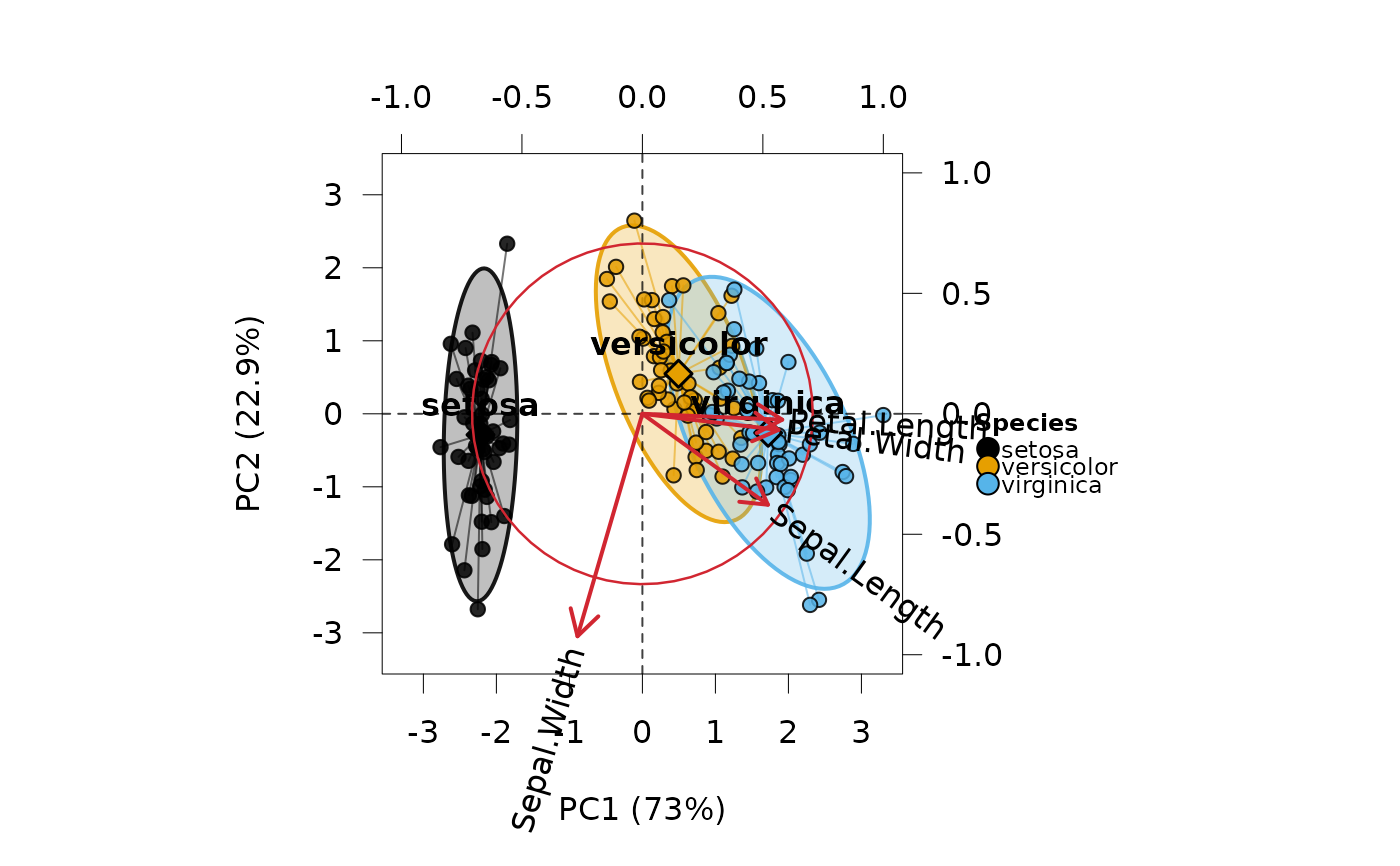 -1.0 -0.5 0.0 0.5 1.0
3
2
1
0
-1
-2
-3
PC2 (22.9%)
1.0
0.5
0.0
-0.5
-1.0
versicolor
setosa
virginica
Petal.Length
Petal.Width
Sepal.Length
Sepal.Width
Species
setosa
versicolor
virginica
-3 -2 -1 0 1 2 3
PC1 (73%)